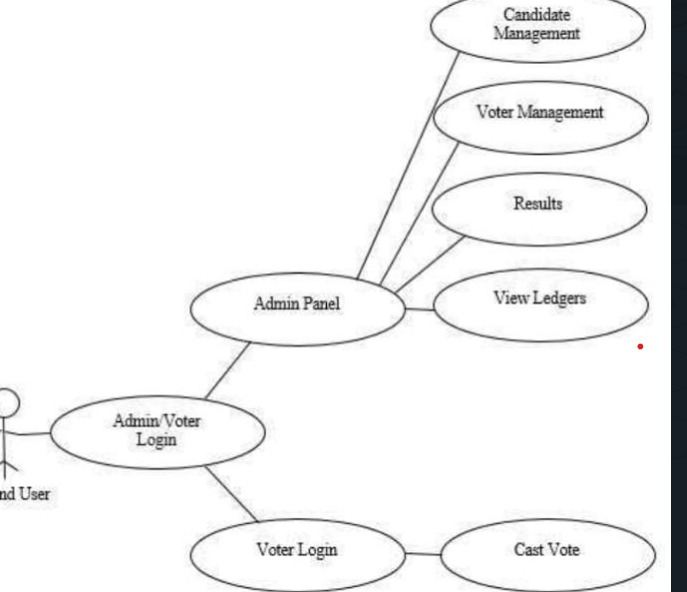 Candidate
Management
Voter Management
Results
View Ledgers
Admin Panel
Admin/Voter
Login
nd User
Voter Login
Cast Vote